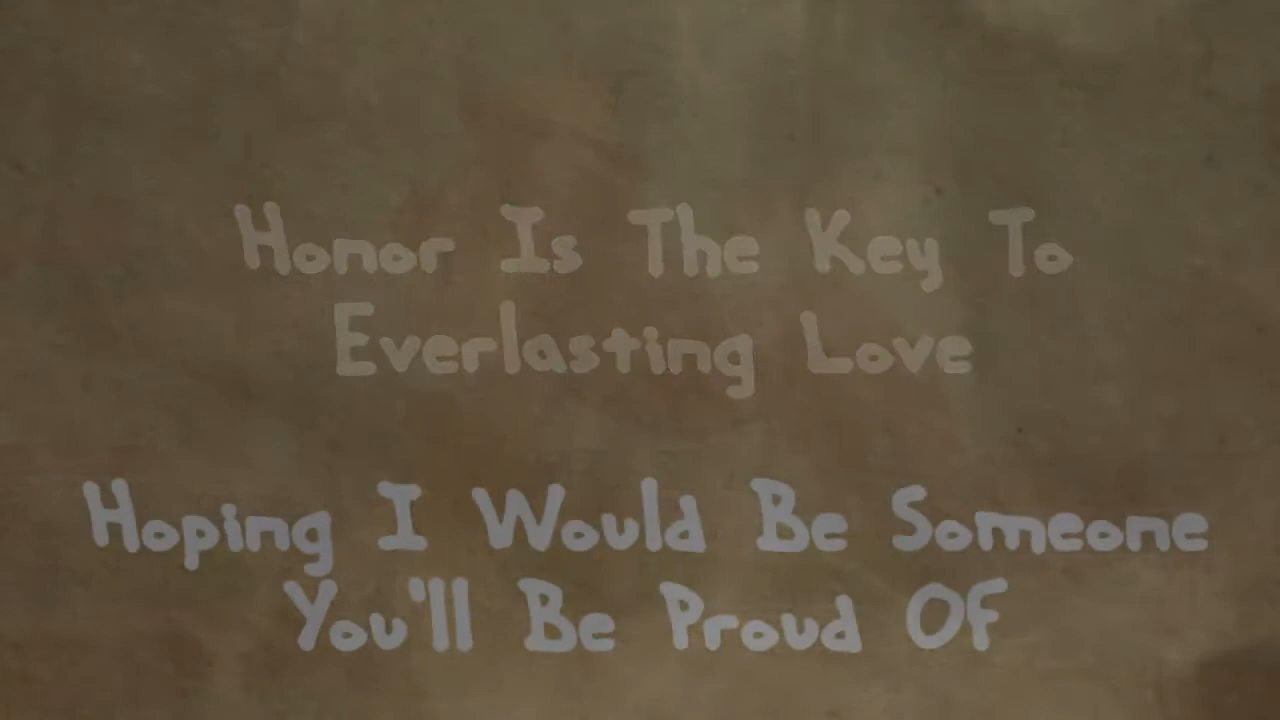 Honor Is The Key To
Everlasting Love
Hoping I Would Be Someone
You'll Be Proud Of